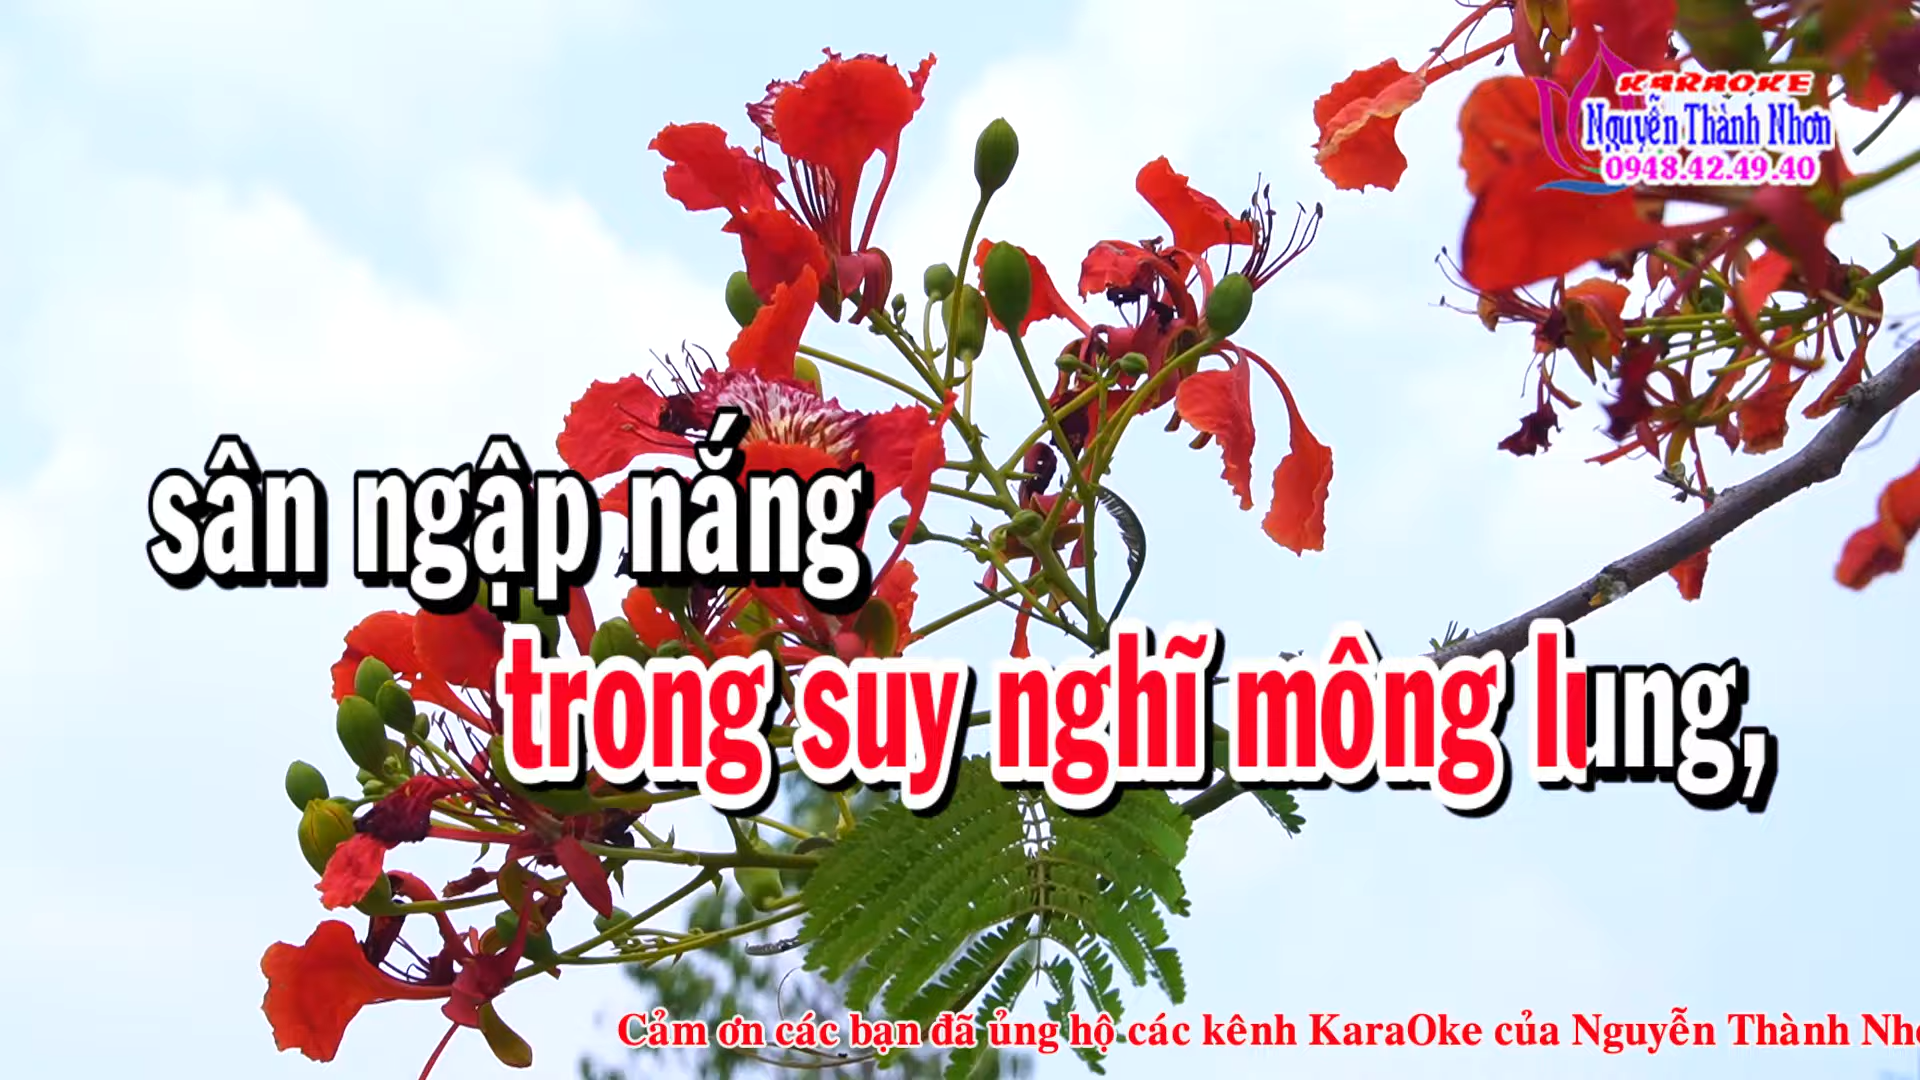 KARAOKE
Nguyễn Thành Nhơn
0948.42.49.40
sân ngập nắng
trong suy nghĩ mông lung,
Cảm ơn các bạn đã ủng hộ các kênh KaraOke của Nguyễn Thành Nhơ